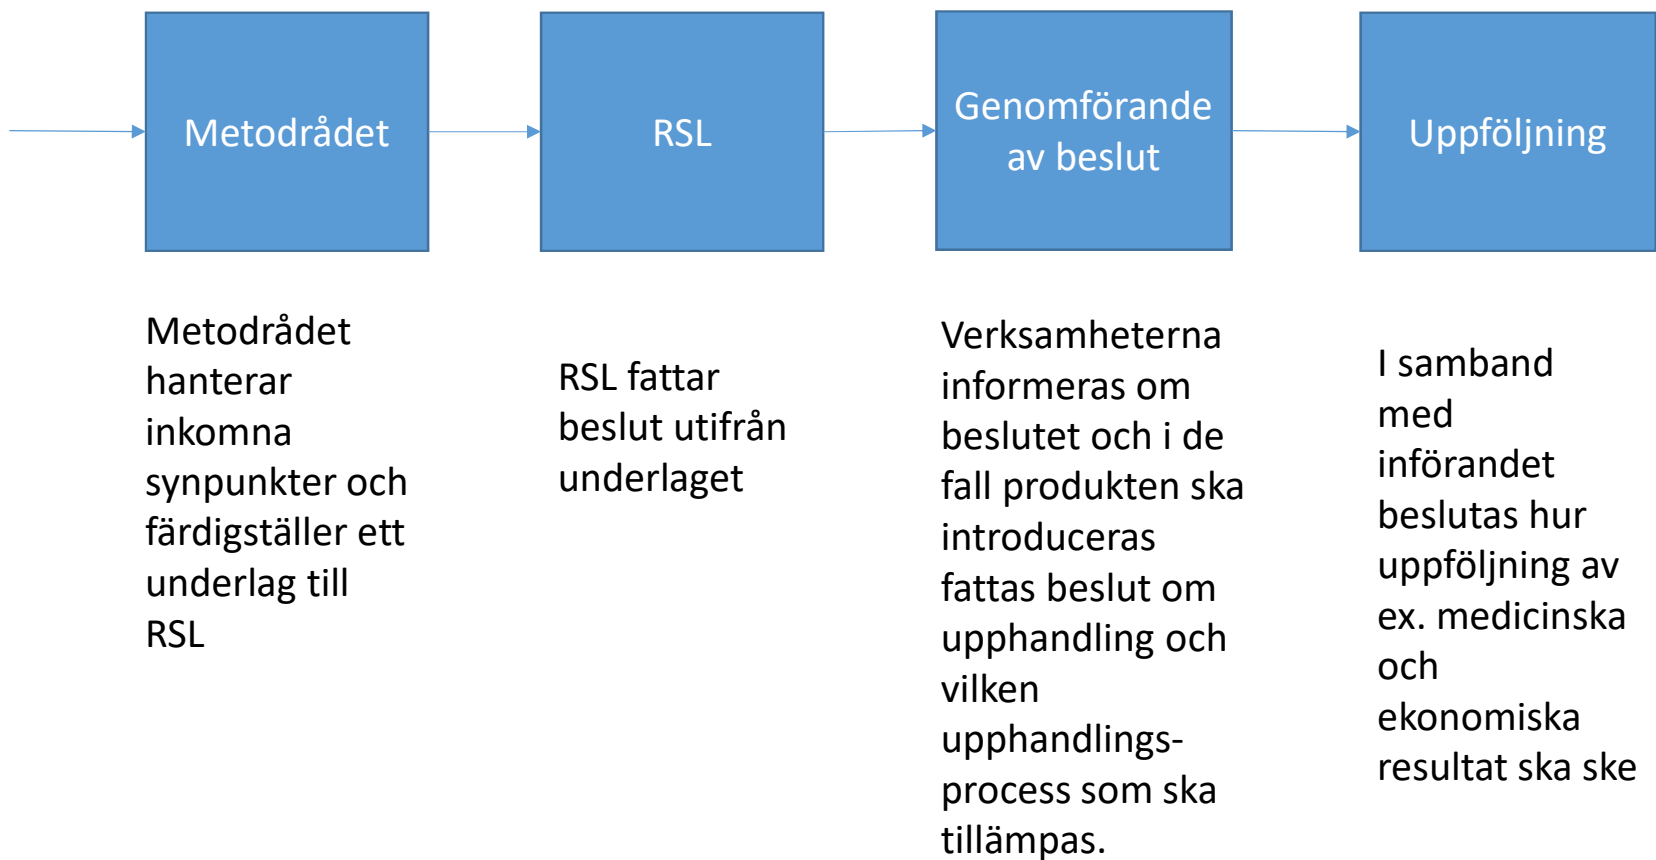 Metodrådet
RSL
Genomförande
av beslut
Uppföljning
Metodrådet
hanterar
inkomna
synpunkter och
färdigställer ett
underlag till
RSL
RSL fattar
beslut utifrån
underlaget
Verksamheterna
informeras om
beslutet och i de
fall produkten ska
introduceras
fattas beslut om
upphandling och
vilken
upphandlings-
process som ska
tillämpas.
I samband
med
införandet
beslutas hur
uppföljning av
ex. medicinska
och
ekonomiska
resultat ska ske